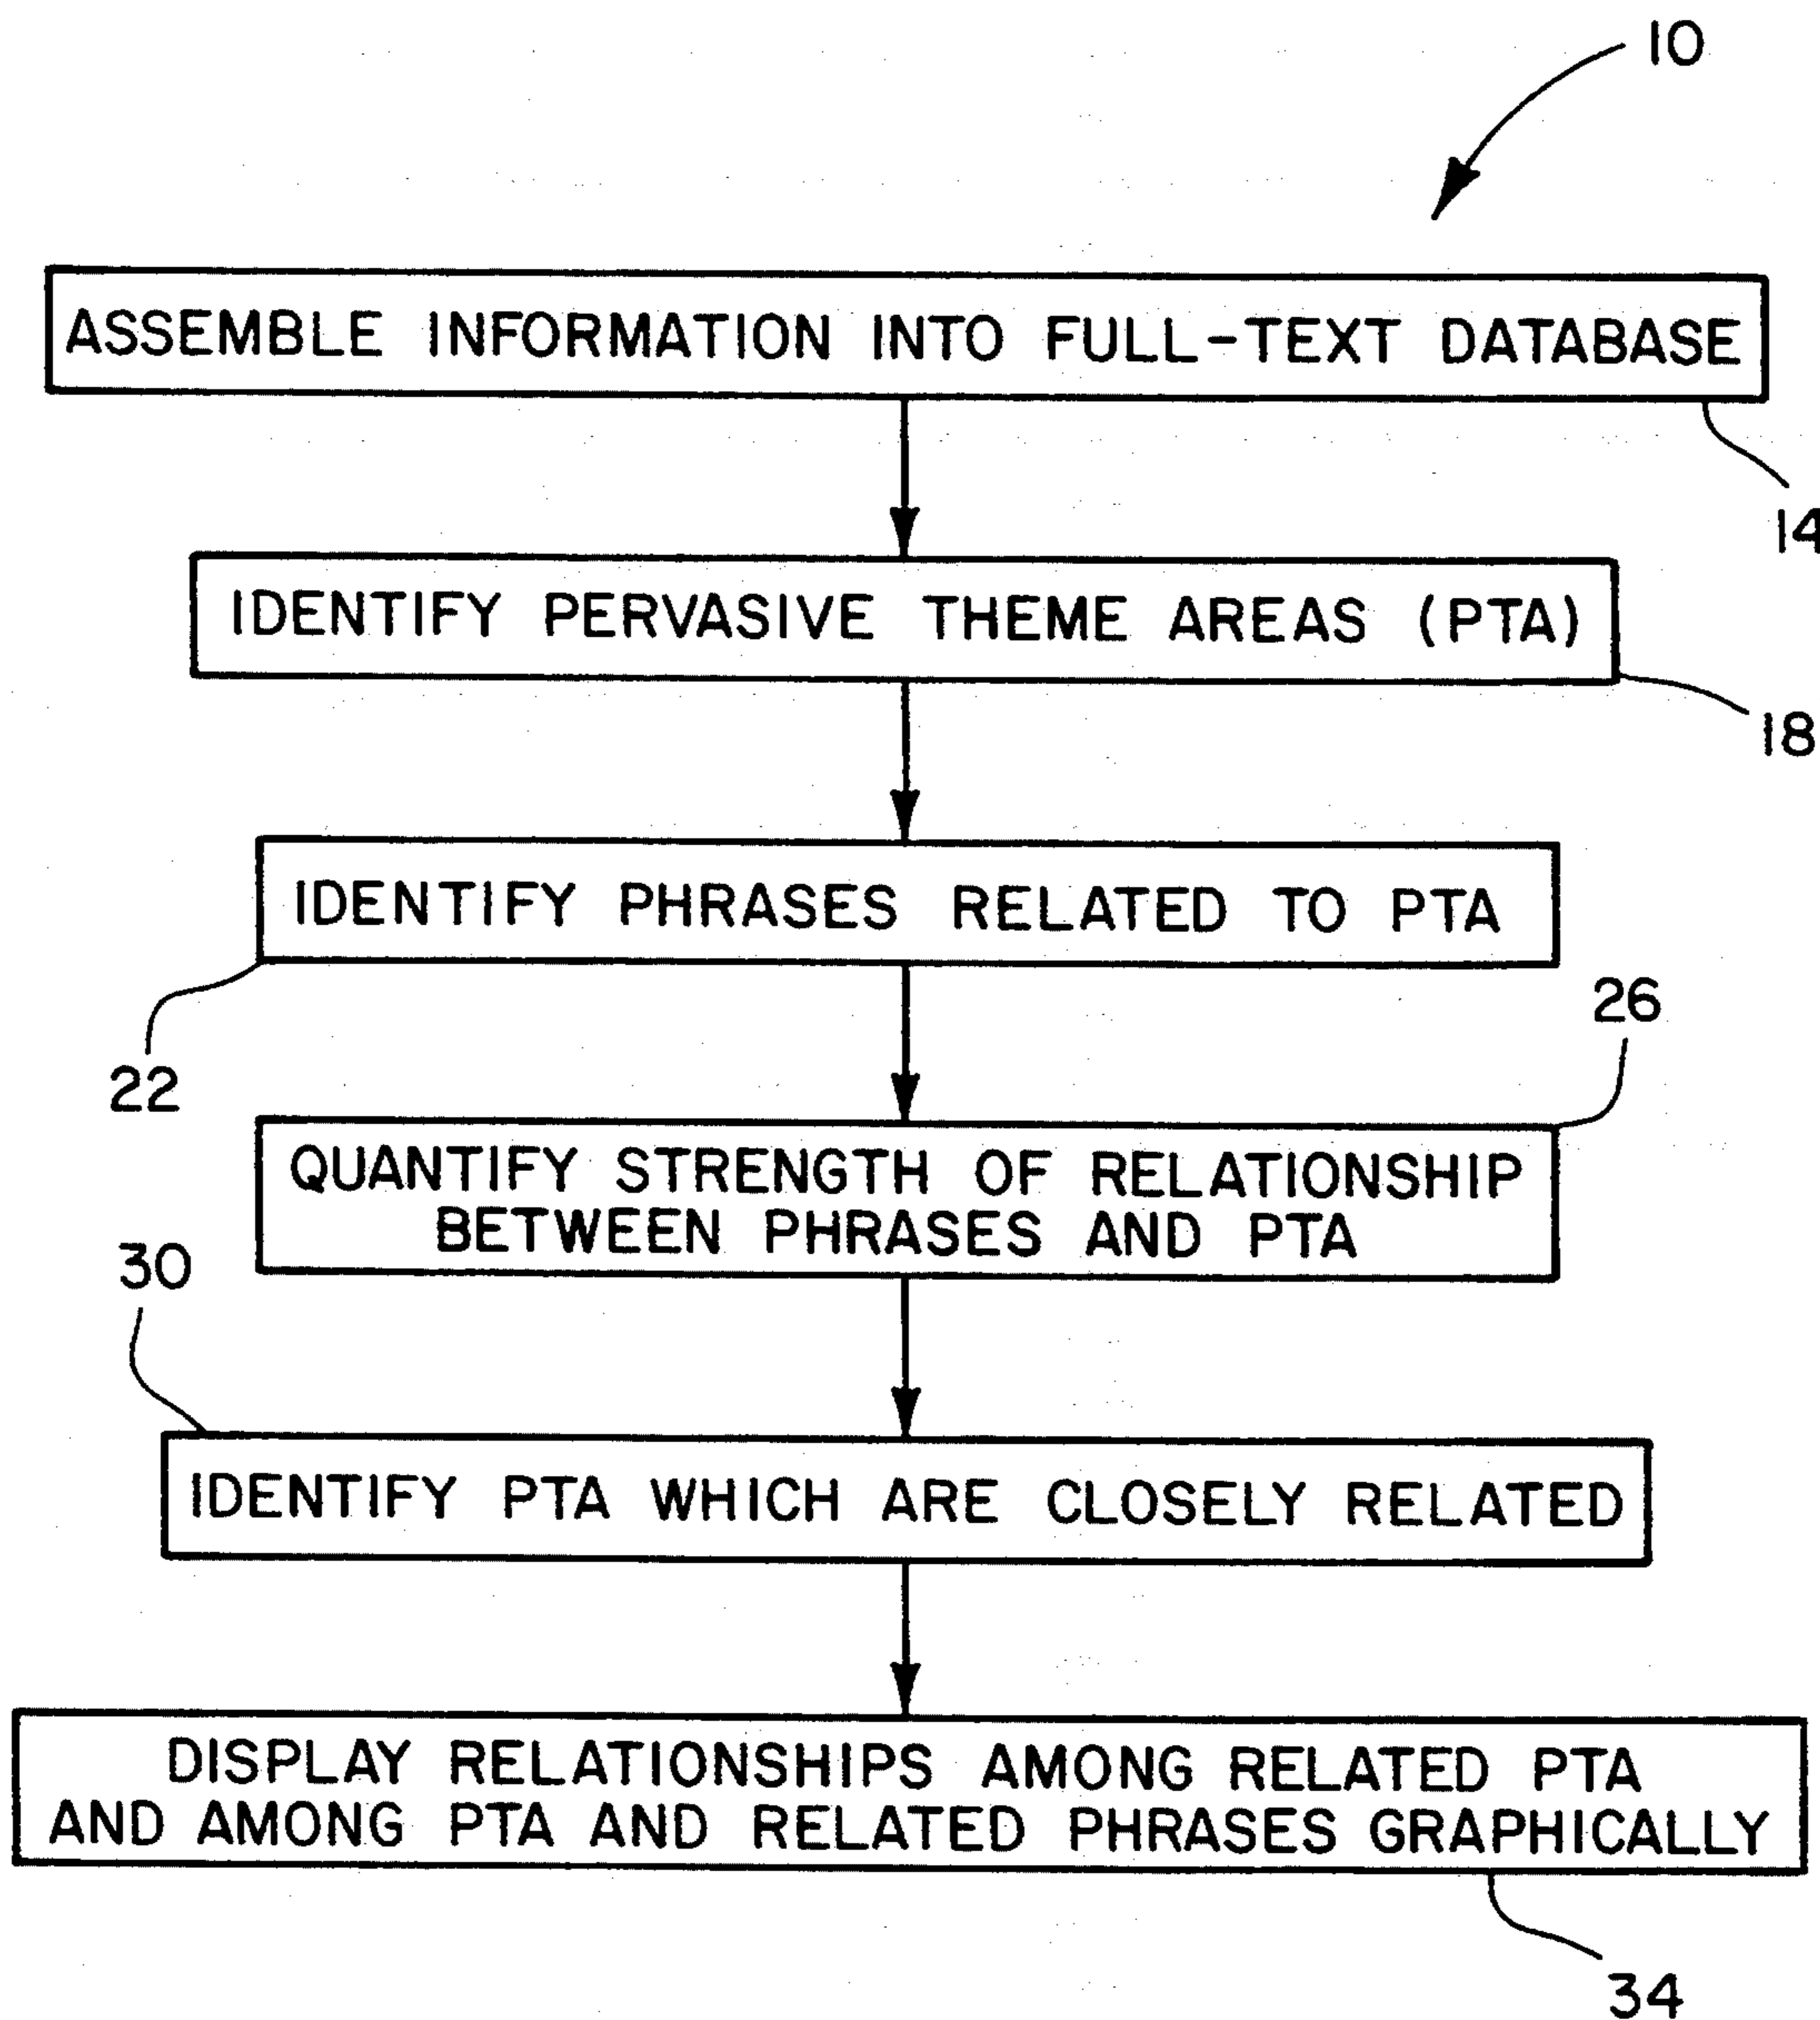 10
ASSEMBLE INFORMATION INTO FULL-TEXT DATABASE
14
IDENTIFY PERVASIVE THEME AREAS (PTA)
18
IDENTIFY PHRASES RELATED TO PTA
22
26
QUANTIFY STRENGTH OF RELATIONSHIP
BETWEEN PHRASES AND PTA
30
IDENTIFY PTA WHICH ARE CLOSELY RELATED
DISPLAY RELATIONSHIPS AMONG RELATED PTA
AND AMONG PTA AND RELATED PHRASES GRAPHICALLY
34